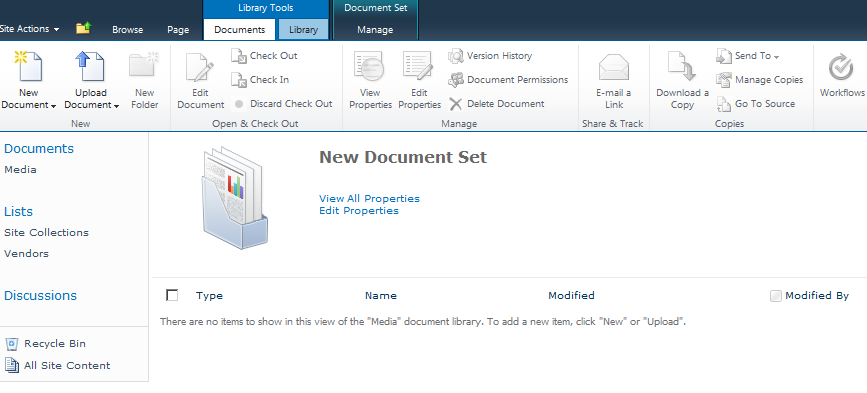 Library Tools
Document Set
Site Actions
Browse
Page
Documents
Library
Manage
New Document
Upload Document
New Folder
New
Edit Document
Check Out
Check In
Discard Check Out
Open & Check Out
View Properties
Edit Properties
Version History
Document Permissions
Delete Document
Manage
E-mail a Link
Share & Track
Download a Copy
Send To
Manage Copies
Go To Source
Copies
Workflows
Documents
Media
Lists
Site Collections
Vendors
Discussions
Recycle Bin
All Site Content
New Document Set
View All Properties
Edit Properties
Type
Name
Modified
Modified By
There are no items to show in this view of the "Media" document library. To add a new item, click "New" or "Upload".